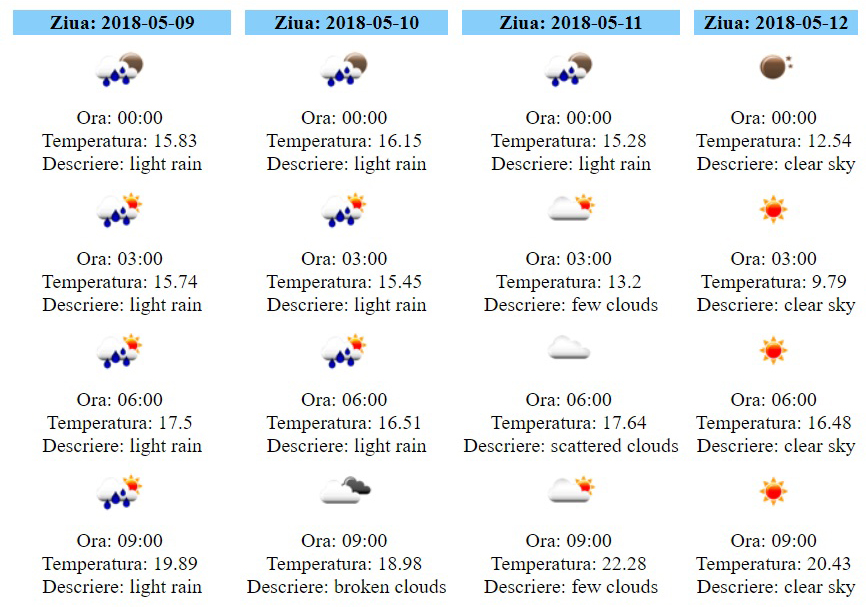 Ziua: 2018-05-09
Ora: 00:00
Temperatura: 15.83
Descriere: light rain
Ora: 03:00
Temperatura: 15.74
Descriere: light rain
Ora: 06:00
Temperatura: 17.5
Descriere: light rain
Ora: 09:00
Temperatura: 19.89
Descriere: light rain
Ziua: 2018-05-10
Ora: 00:00
Temperatura: 16.15
Descriere: light rain
Ora: 03:00
Temperatura: 15.45
Descriere: light rain
Ora: 06:00
Temperatura: 16.51
Descriere: light rain
Ora: 09:00
Temperatura: 18.98
Descriere: broken clouds
Ziua: 2018-05-11
Ora: 00:00
Temperatura: 15.28
Descriere: light rain
Ora: 03:00
Temperatura: 13.2
Descriere: few clouds
Ora: 06:00
Temperatura: 17.64
Descriere: scattered clouds
Ora: 09:00
Temperatura: 22.28
Descriere: few clouds
Ziua: 2018-05-12
Ora: 00:00
Temperatura: 12.54
Descriere: clear sky
Ora: 03:00
Temperatura: 9.79
Descriere: clear sky
Ora: 06:00
Temperatura: 16.48
Descriere: clear sky
Ora: 09:00
Temperatura: 20.43
Descriere: clear sky